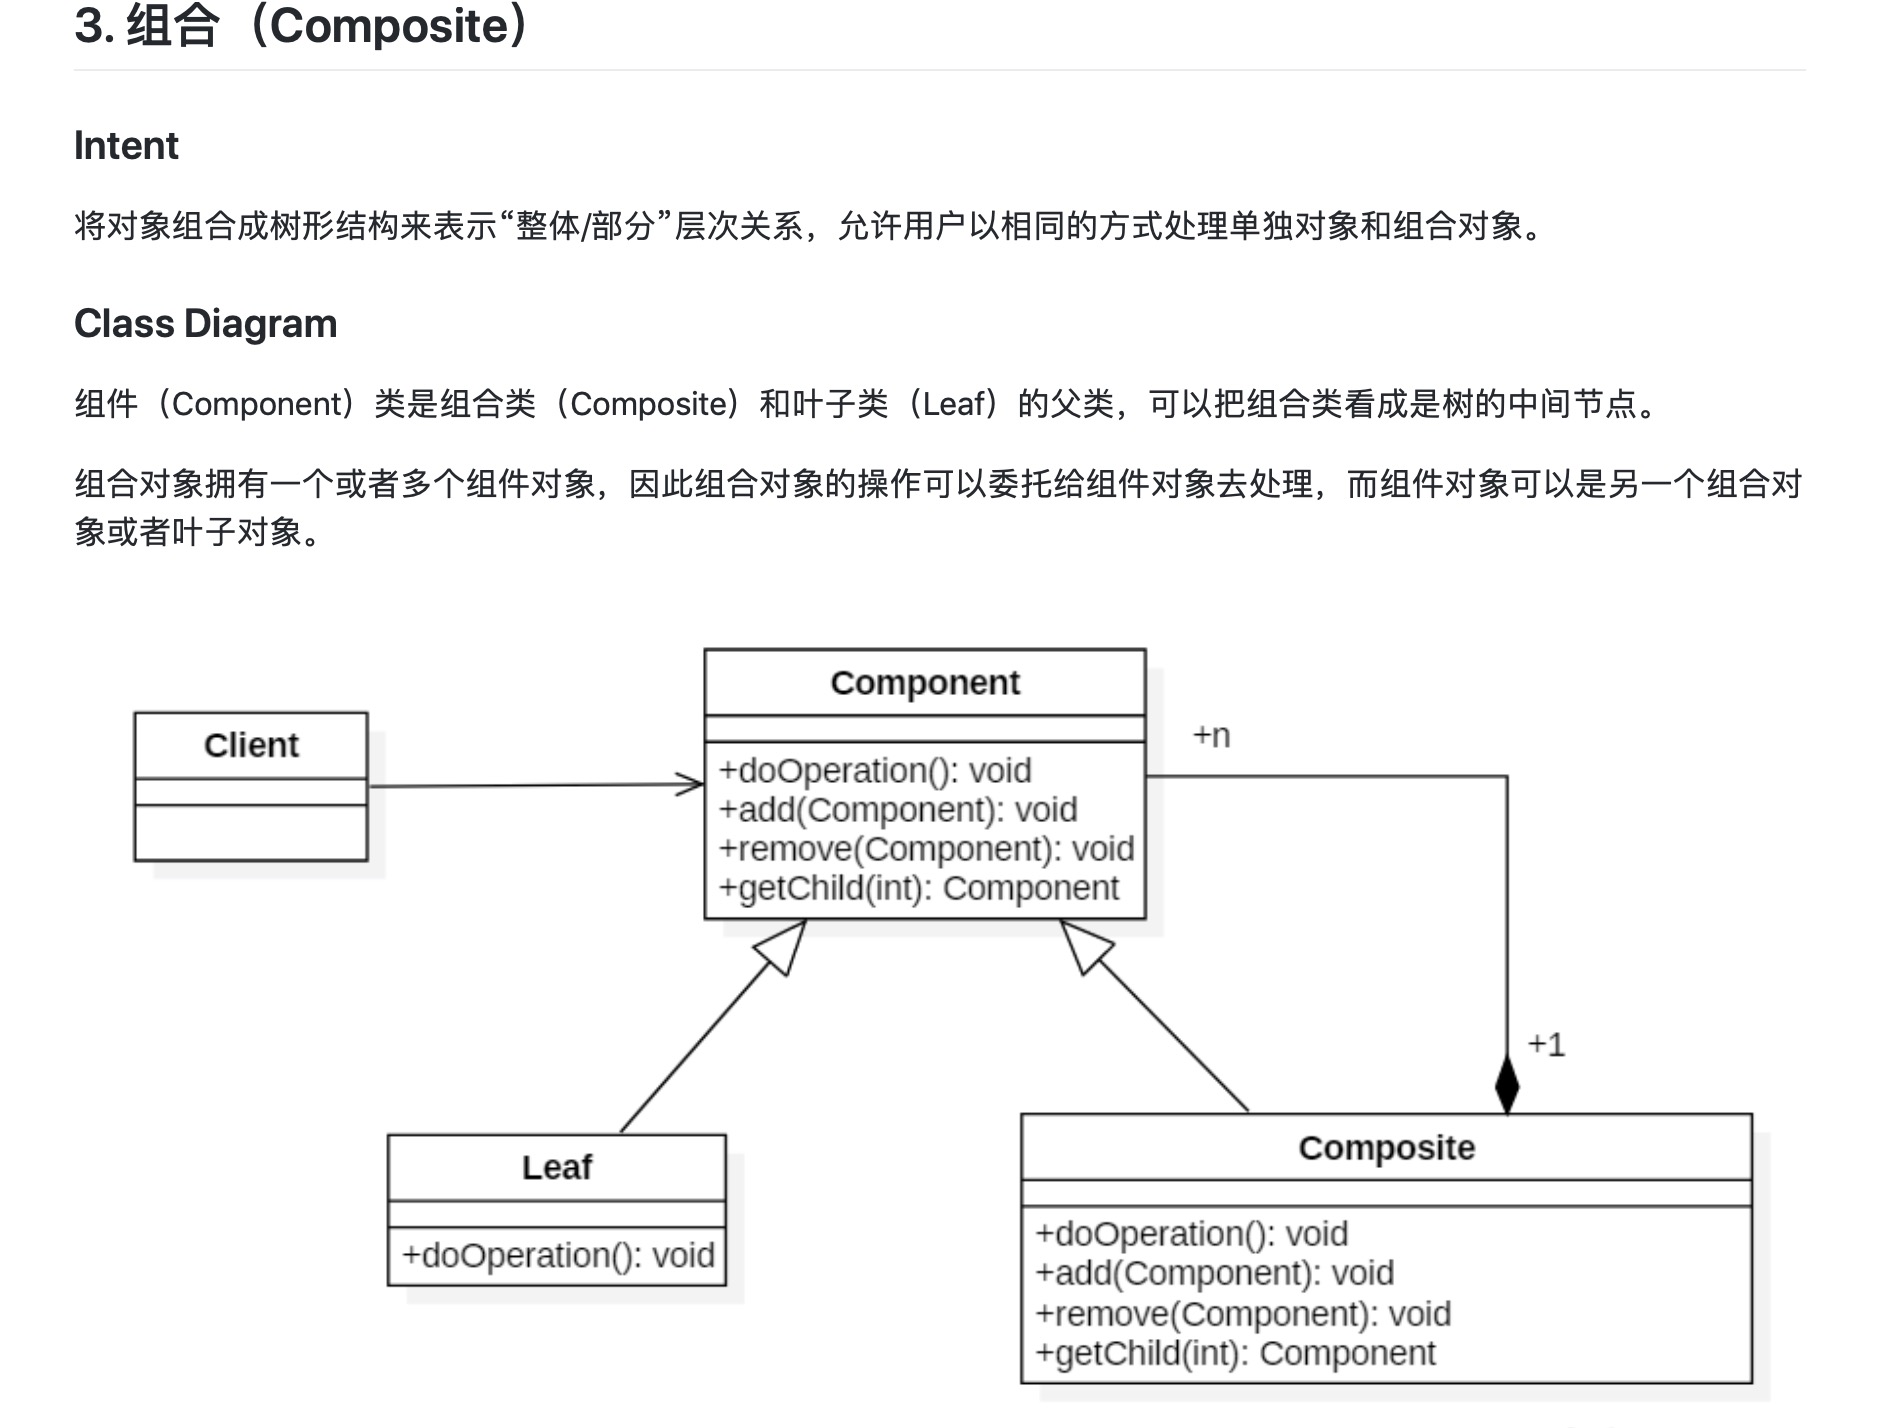 3. 组合（Composite）
Intent
将对象组合成树形结构来表示“整体/部分”层次关系，允许用户以相同的方式处理单独对象和组合对象。
Class Diagram
组件（Component）类是组合类（Composite）和叶子类（Leaf）的父类，可以把组合类看成是树的中间节点。
组合对象拥有一个或者多个组件对象，因此组合对象的操作可以委托给组件对象去处理，而组件对象可以是另一个组合对
象或者叶子对象。
Component
+doOperation(): void
+add(Component): void
+remove(Component): void
+getChild(int): Component
Client
+n
+1
Leaf
+doOperation(): void
Composite
+doOperation(): void
+add(Component): void
+remove(Component): void
+getChild(int): Component